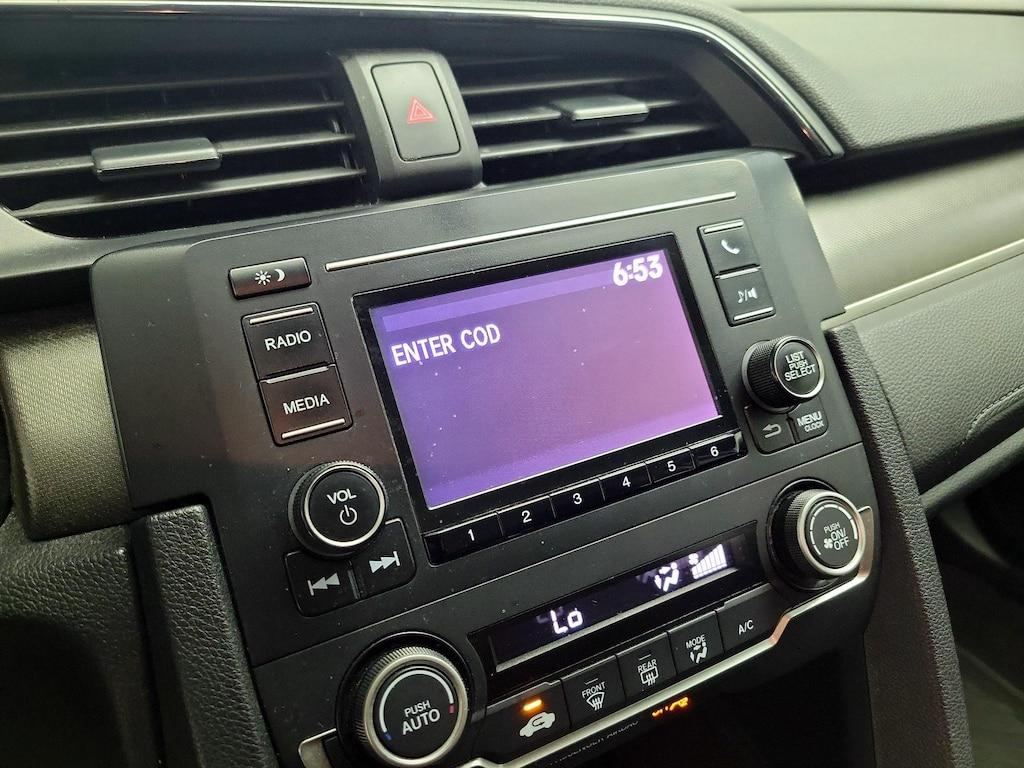 6:53
ENTER COD
RADIO
MEDIA
LIST
PUSH
SELECT
MENU
CLOCK
VOL
1 2 3 4 5 6
PUSH
ON/
OFF
Lo
A/C
MODE
REAR
FRONT
PUSH
AUTO